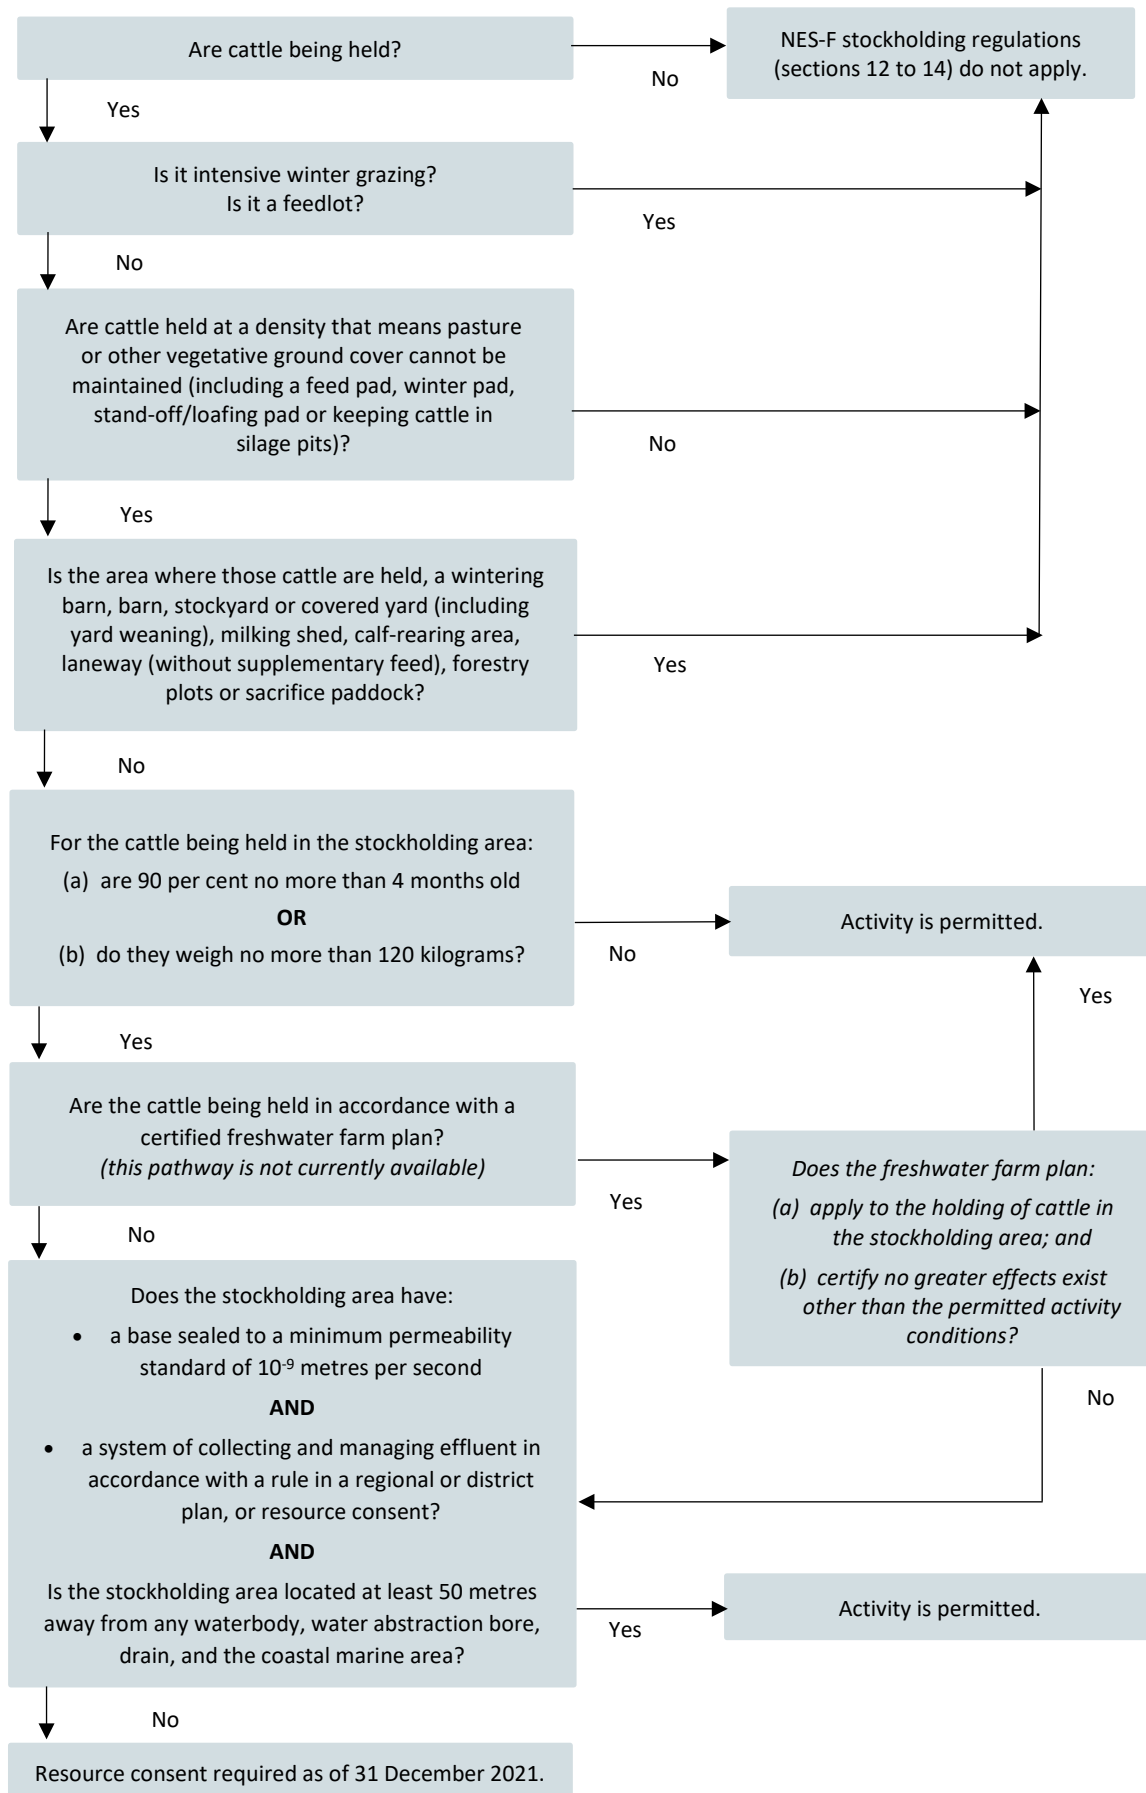 Are cattle being held?
No
NES-F stockholding regulations
(sections 12 to 14) do not apply.
Yes
Is it intensive winter grazing?
Is it a feedlot?
Yes
No
Are cattle held at a density that means pasture
or other vegetative ground cover cannot be
maintained (including a feed pad, winter pad,
stand-off/loafing pad or keeping cattle in
silage pits)?
No
Yes
Is the area where those cattle are held, a wintering
barn, barn, stockyard or covered yard (including
yard weaning), milking shed, calf-rearing area,
laneway (without supplementary feed), forestry
plots or sacrifice paddock?
Yes
No
For the cattle being held in the stockholding area:
(a) are 90 per cent no more than 4 months old
OR
(b) do they weigh no more than 120 kilograms?
No
Activity is permitted.
Yes
Yes
Are the cattle being held in accordance with a
certified freshwater farm plan?
(this pathway is not currently available)
Yes
Does the freshwater farm plan:
(a) apply to the holding of cattle in
the stockholding area; and
(b) certify no greater effects exist
other than the permitted activity
conditions?
No
No
Does the stockholding area have:
• a base sealed to a minimum permeability
standard of 10⁻⁹ metres per second
AND
• a system of collecting and managing effluent in
accordance with a rule in a regional or district
plan, or resource consent?
AND
Is the stockholding area located at least 50 metres
away from any waterbody, water abstraction bore,
drain, and the coastal marine area?
Yes
Activity is permitted.
No
Resource consent required as of 31 December 2021.